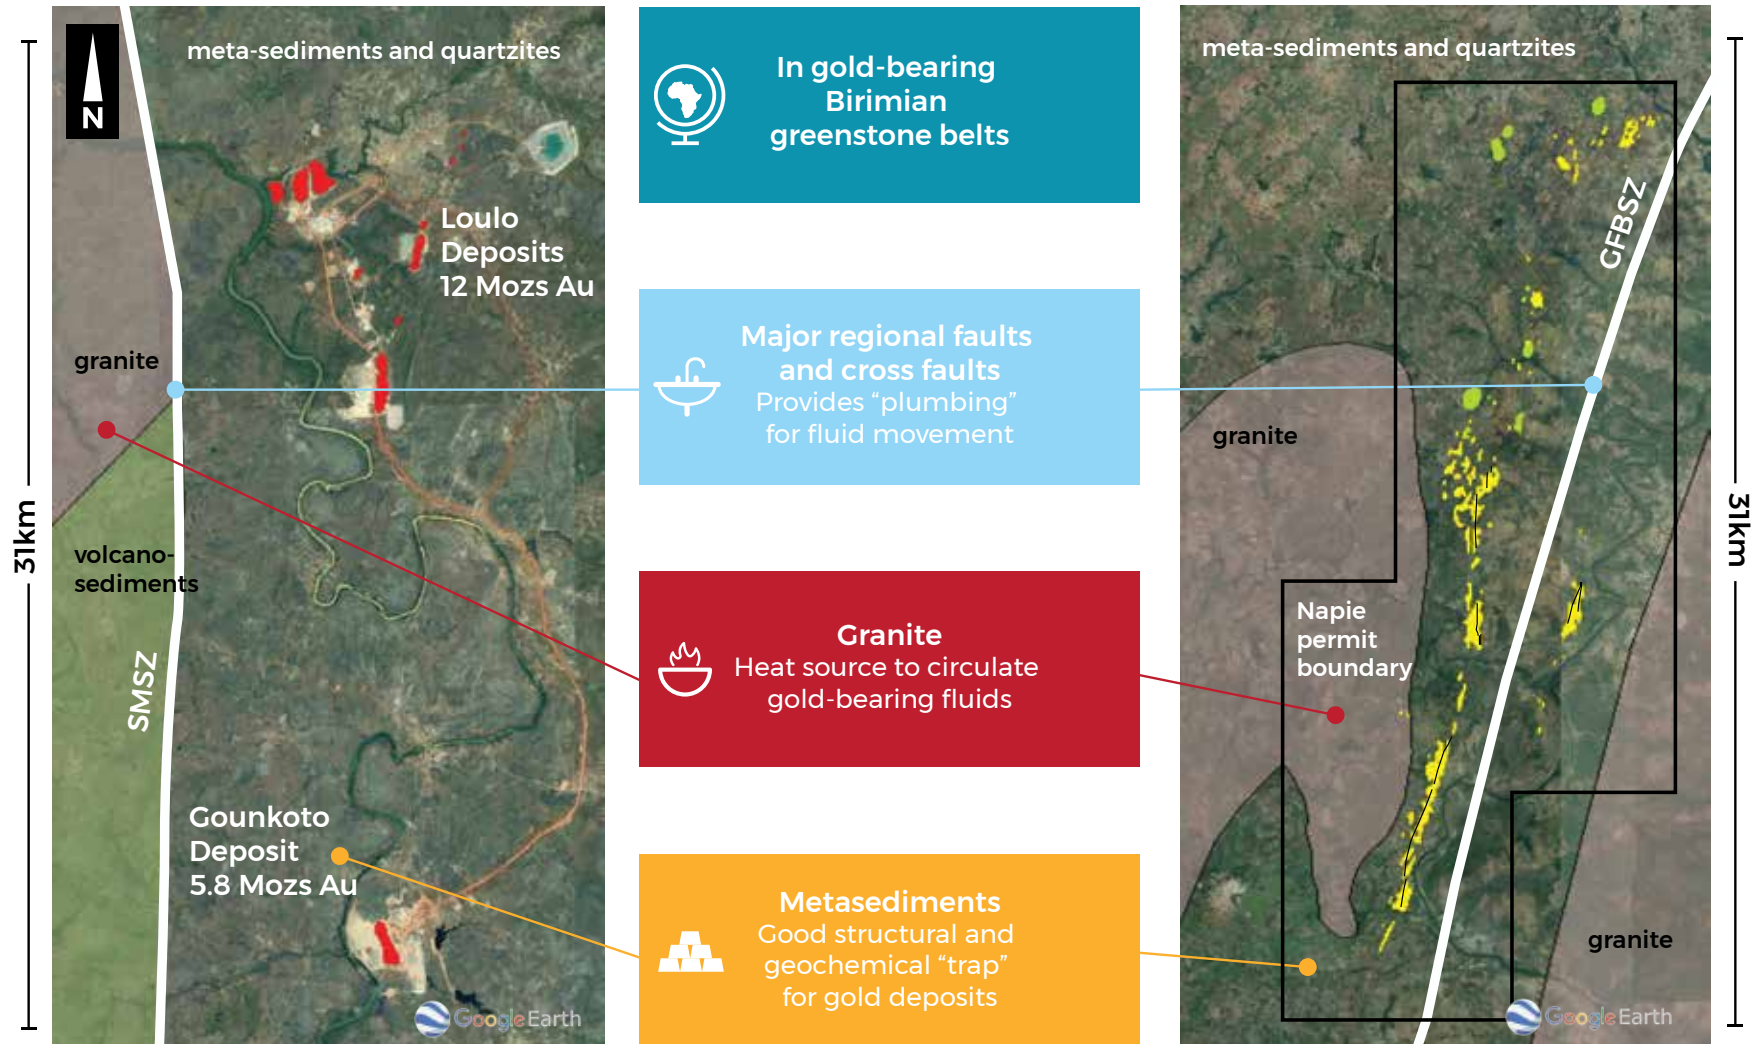 N
meta-sediments and quartzites
Loulo
Deposits
12 Mozs Au
granite
volcano-
sediments
SMSZ
31km
Gounkoto
Deposit
5.8 Mozs Au
Google Earth
In gold-bearing
Birimian
greenstone belts
Major regional faults
and cross faults
Provides “plumbing”
for fluid movement
Granite
Heat source to circulate
gold-bearing fluids
Metasediments
Good structural and
geochemical “trap”
for gold deposits
meta-sediments and quartzites
GFBSZ
granite
31km
Napie
permit
boundary
granite
Google Earth